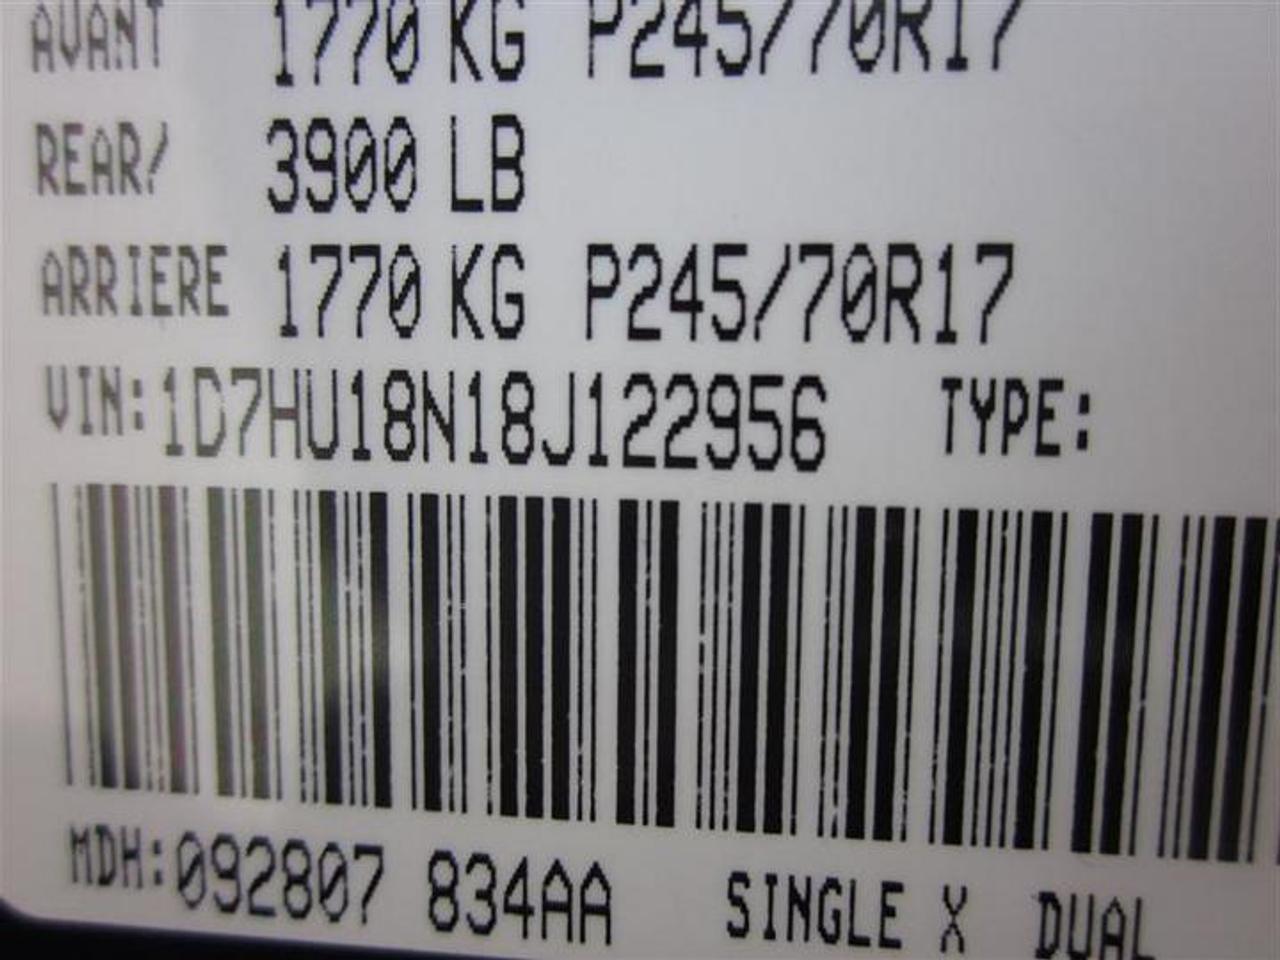 AVANT 1770 KG P245/70R17
REAR/ 3900 LB
ARRIERE 1770 KG P245/70R17
VIN:1D7HU18N18J122956 TYPE:
MDH:092807 834AA SINGLE X DUAL